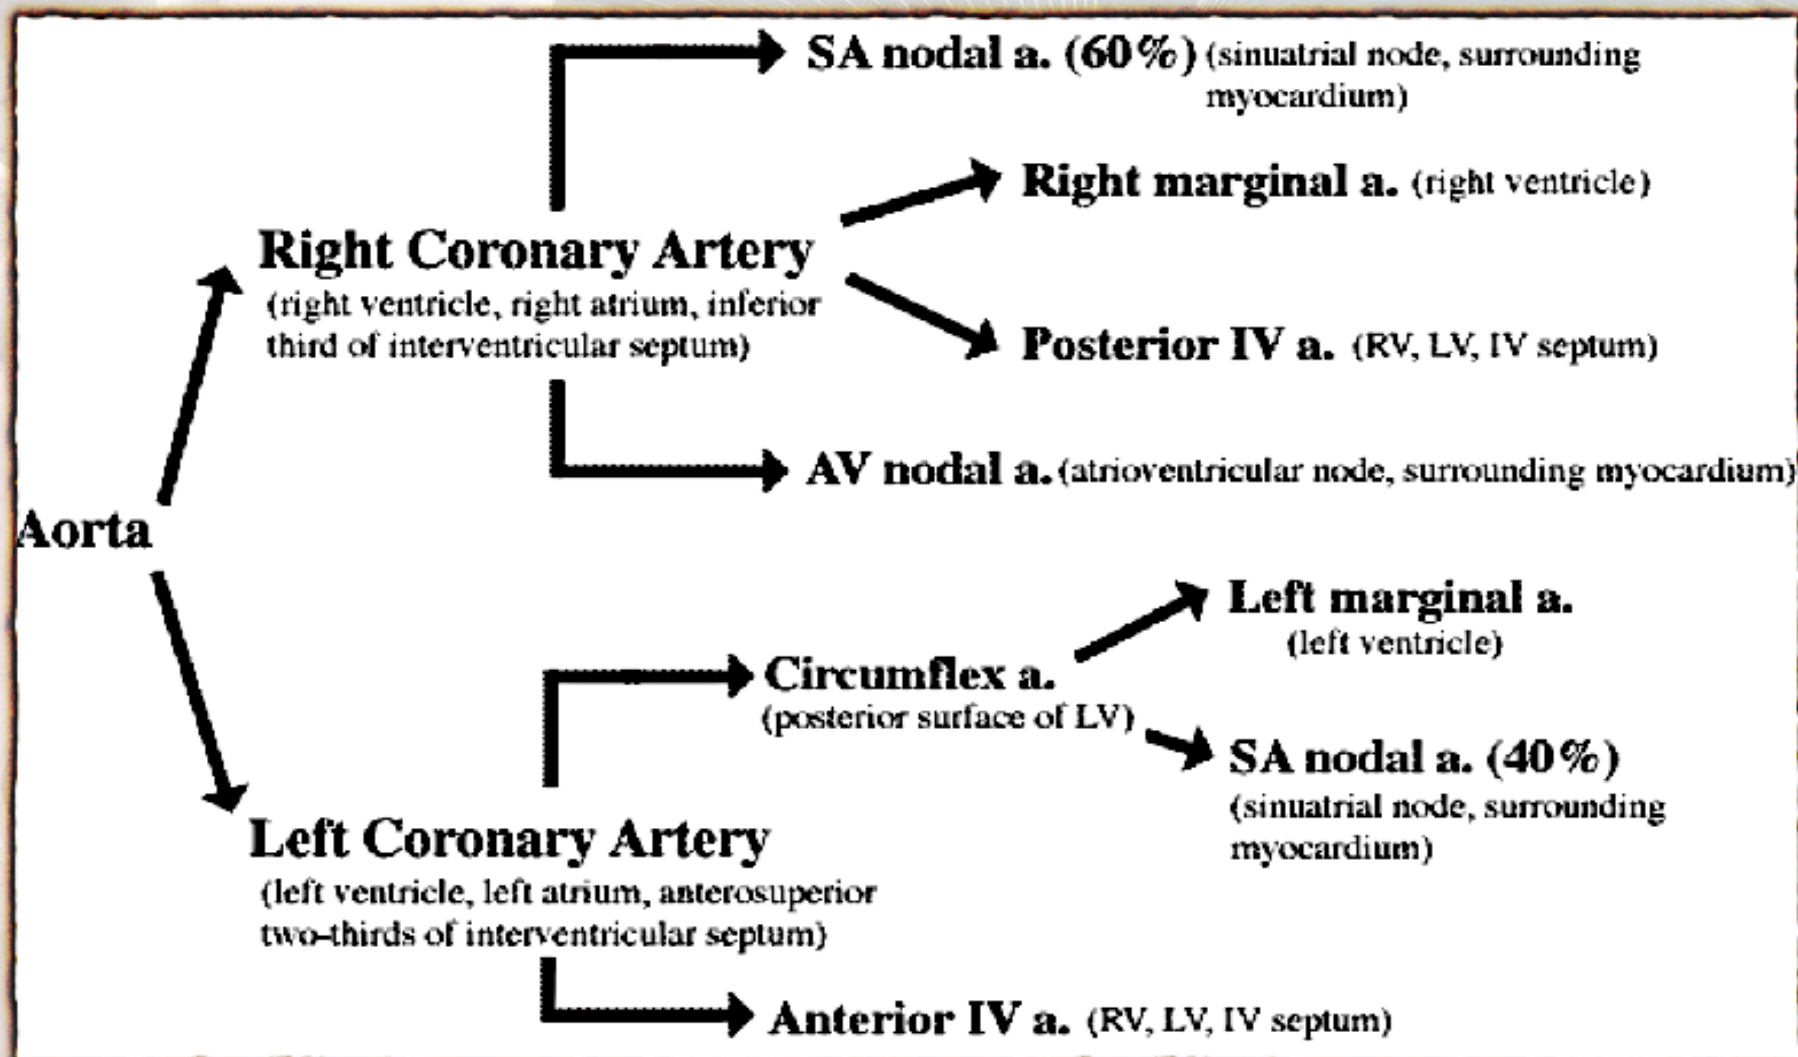 SA nodal a. (60%) (sinuatrial node, surrounding
myocardium)
Right marginal a. (right ventricle)
Right Coronary Artery
(right ventricle, right atrium, inferior
third of interventricular septum)
Posterior IV a. (RV, LV, IV septum)
AV nodal a. (atrioventricular node, surrounding myocardium)
Aorta
Left marginal a.
(left ventricle)
Circumflex a.
(posterior surface of LV)
SA nodal a. (40%)
(sinuatrial node, surrounding
myocardium)
Left Coronary Artery
(left ventricle, left atrium, anterosuperior
two-thirds of interventricular septum)
Anterior IV a. (RV, LV, IV septum)